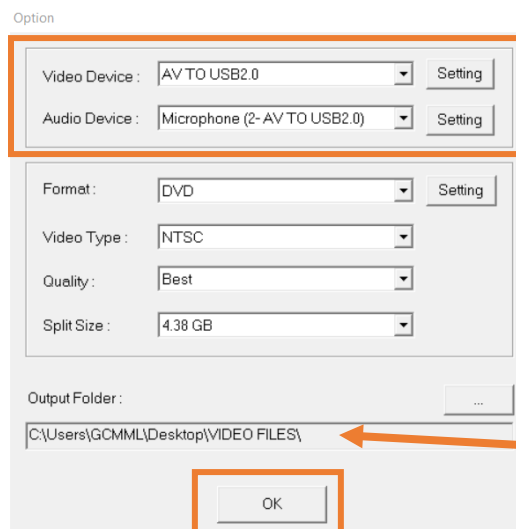 Option
Video Device : AV TO USB2.0 Setting
Audio Device : Microphone (2- AV TO USB2.0) Setting
Format : DVD Setting
Video Type : NTSC
Quality : Best
Split Size : 4.38 GB
Output Folder : ...
C:\Users\GCMML\Desktop\VIDEO FILES\
OK